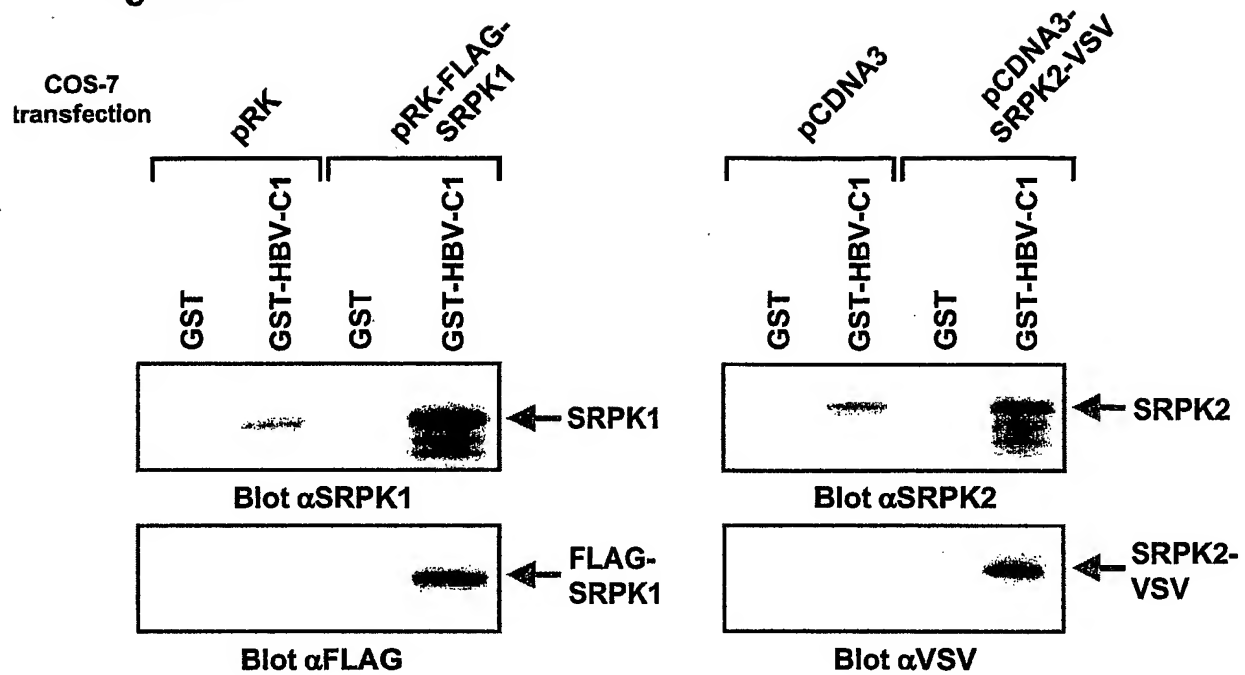 COS-7
transfection
pRK
pRK-FLAG-
SRPK1
pCDNA3
pCDNA3-
SRPK2-VSV
GST
GST-HBV-C1
GST
GST-HBV-C1
GST
GST-HBV-C1
GST
GST-HBV-C1
SRPK1
SRPK2
Blot αSRPK1
Blot αSRPK2
FLAG-
SRPK1
SRPK2-
VSV
Blot αFLAG
Blot αVSV